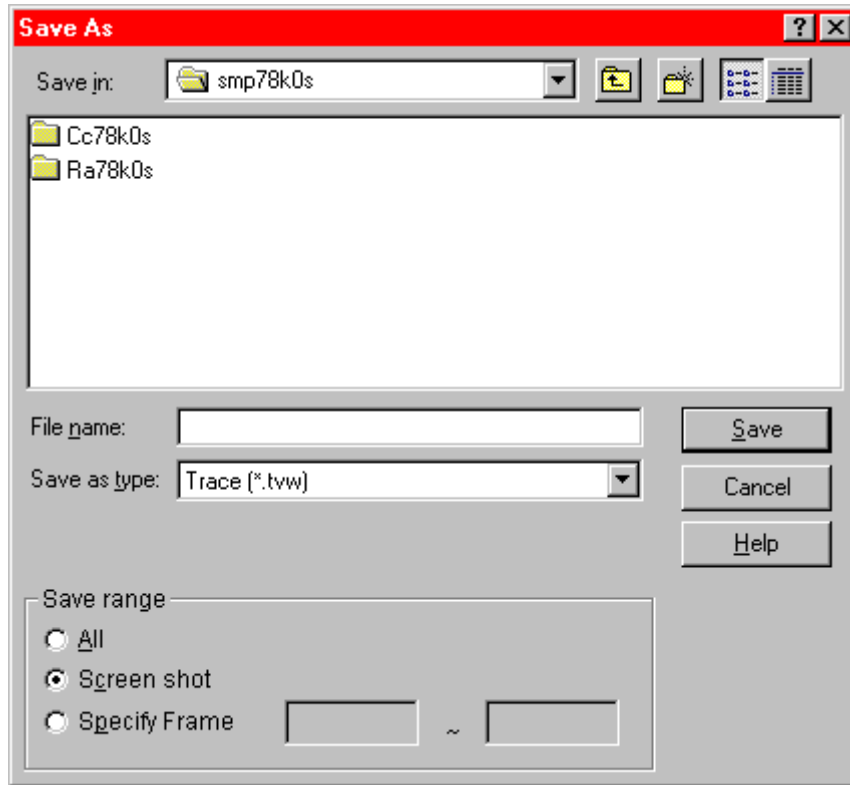 Save As
Save in: smp78k0s
Cc78k0s
Ra78k0s
File name:
Save
Save as type: Trace (*.tvw)
Cancel
Help
Save range
All
Screen shot
Specify Frame ~